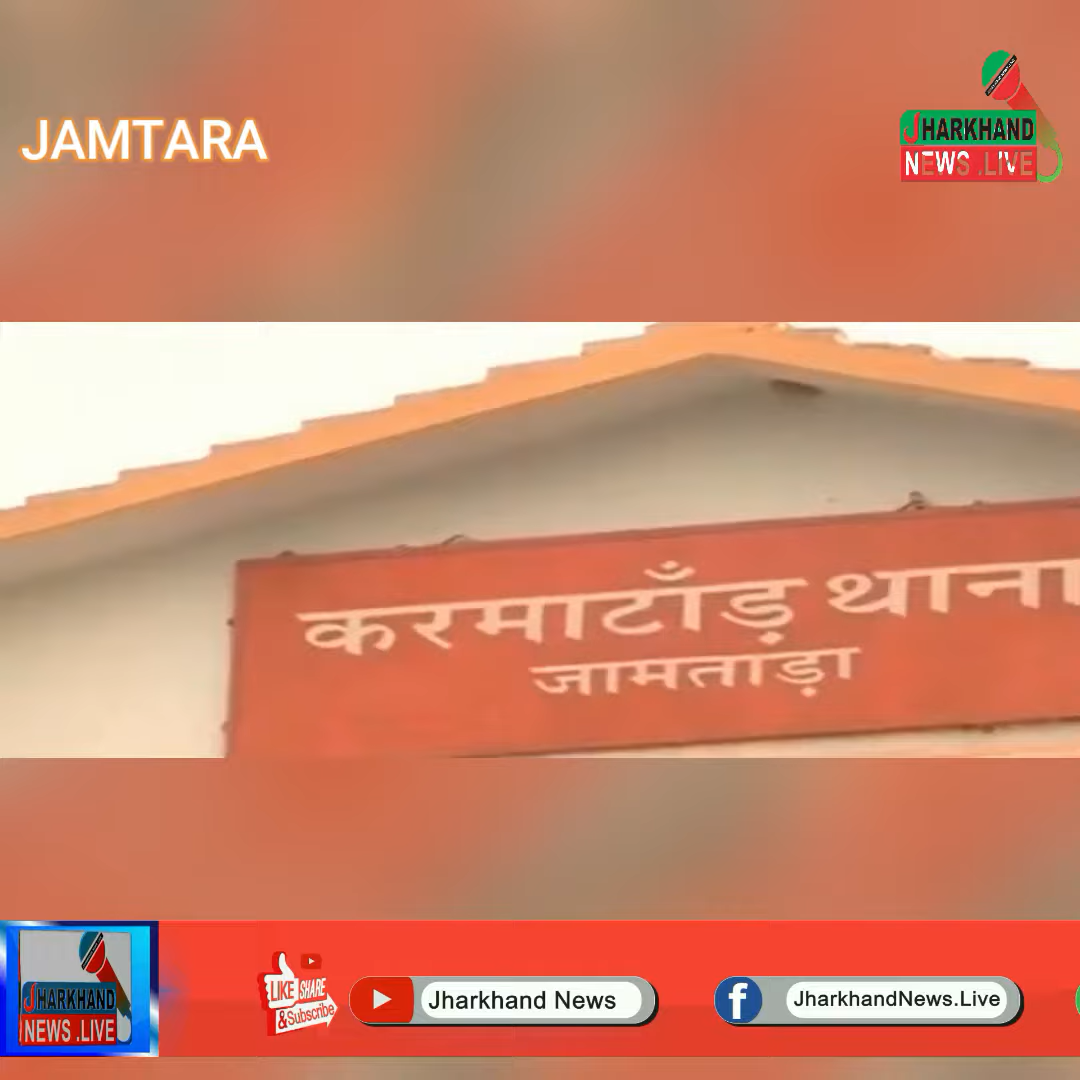 JAMTARA
JHARKHAND
NEWS .LIVE
करमाटाँड़ थाना
जामताड़ा
JHARKHAND
NEWS .LIVE
LIKE SHARE
&Subscribe
Jharkhand News
JharkhandNews.Live